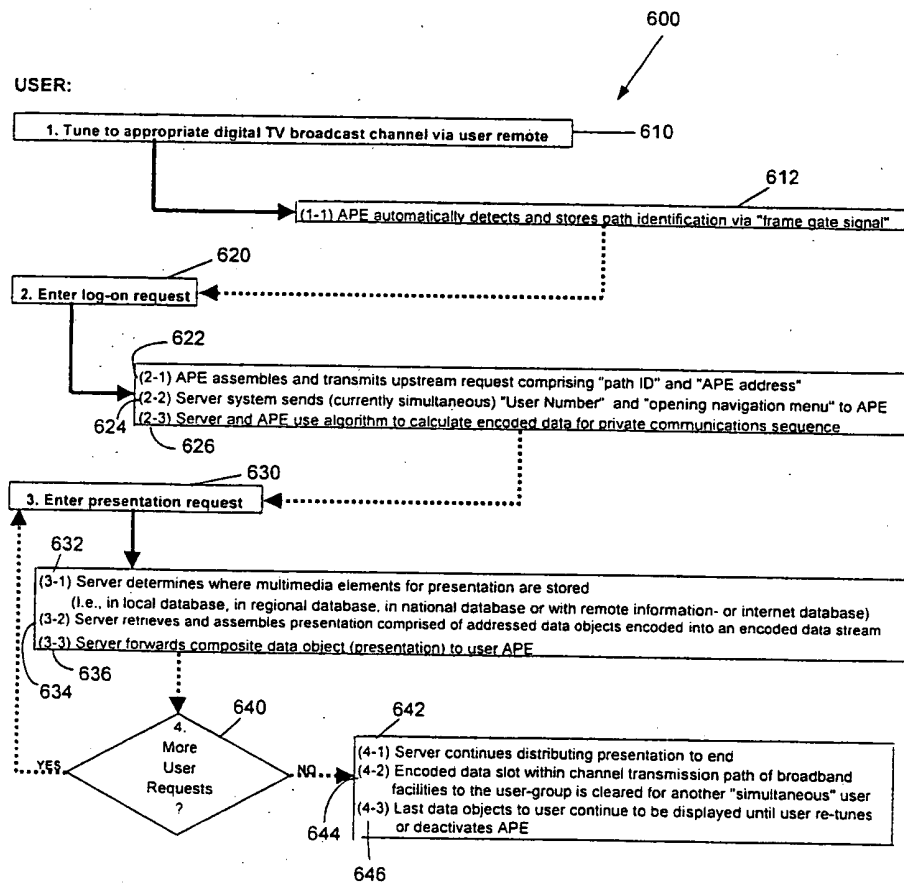 600
USER:
1. Tune to appropriate digital TV broadcast channel via user remote
610
612
(1-1) APE automatically detects and stores path identification via "frame gate signal"
620
2. Enter log-on request
622
(2-1) APE assembles and transmits upstream request comprising "path ID" and "APE address"
(2-2) Server system sends (currently simultaneous) "User Number" and "opening navigation menu" to APE
624
(2-3) Server and APE use algorithm to calculate encoded data for private communications sequence
626
630
3. Enter presentation request
632
(3-1) Server determines where multimedia elements for presentation are stored
(I.e., in local database, in regional database, in national database or with remote information- or internet database)
(3-2) Server retrieves and assembles presentation comprised of addressed data objects encoded into an encoded data stream
(3-3) Server forwards composite data object (presentation) to user APE
634
636
640
4.
More
User
Requests
?
YES
NO
642
(4-1) Server continues distributing presentation to end
(4-2) Encoded data slot within channel transmission path of broadband
facilities to the user-group is cleared for another "simultaneous" user
(4-3) Last data objects to user continue to be displayed until user re-tunes
or deactivates APE
644
646